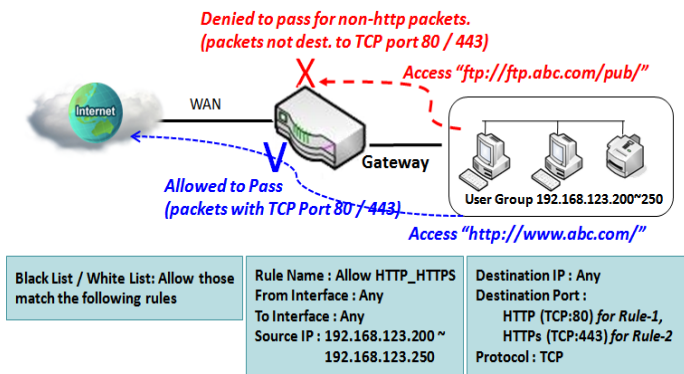 Denied to pass for non-http packets.
(packets not dest. to TCP port 80 / 443)
X
Access “ftp://ftp.abc.com/pub/”
Internet
WAN
V
Gateway
Allowed to Pass
(packets with TCP Port 80 / 443)
User Group 192.168.123.200~250
Access “http://www.abc.com/”
Black List / White List: Allow those
match the following rules
Rule Name : Allow HTTP_HTTPS
From Interface : Any
To Interface : Any
Source IP : 192.168.123.200 ~
192.168.123.250
Destination IP : Any
Destination Port :
HTTP (TCP:80) for Rule-1,
HTTPs (TCP:443) for Rule-2
Protocol : TCP